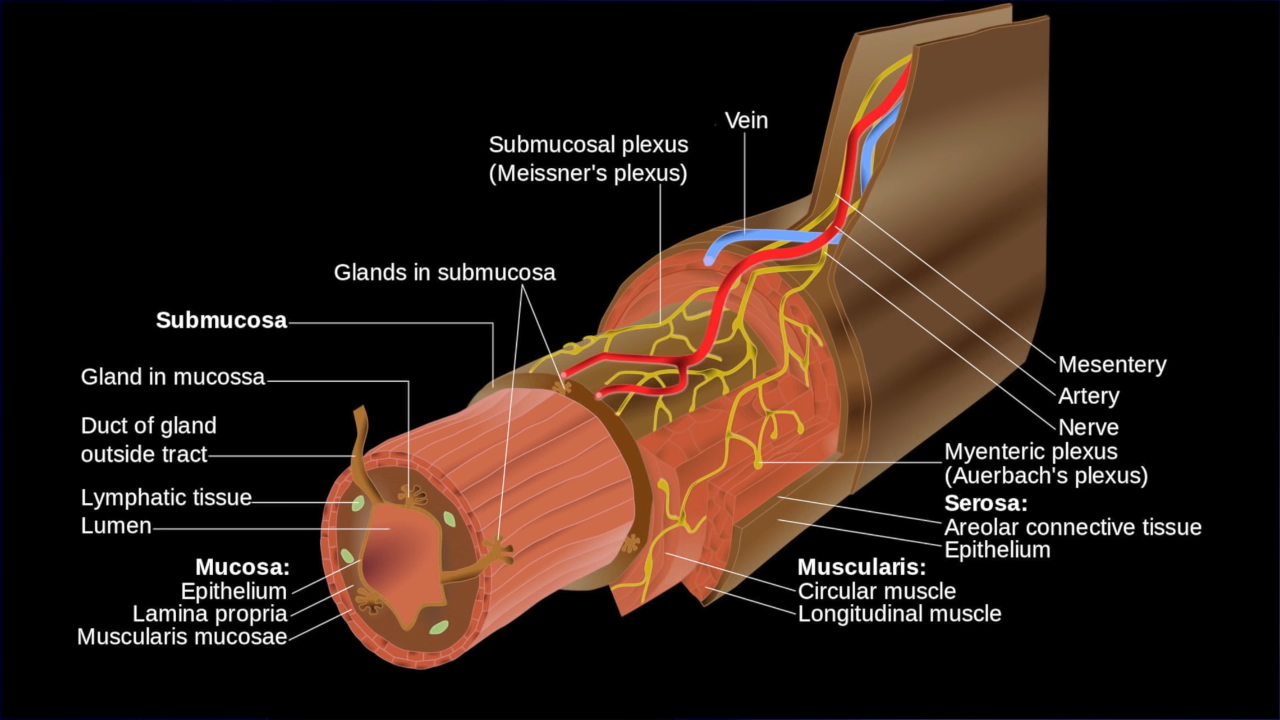 Vein
Submucosal plexus
(Meissner's plexus)
Glands in submucosa
Submucosa
Gland in mucossa
Duct of gland
outside tract
Lymphatic tissue
Lumen
Mucosa:
Epithelium
Lamina propria
Muscularis mucosae
Mesentery
Artery
Nerve
Myenteric plexus
(Auerbach's plexus)
Serosa:
Areolar connective tissue
Epithelium
Muscularis:
Circular muscle
Longitudinal muscle